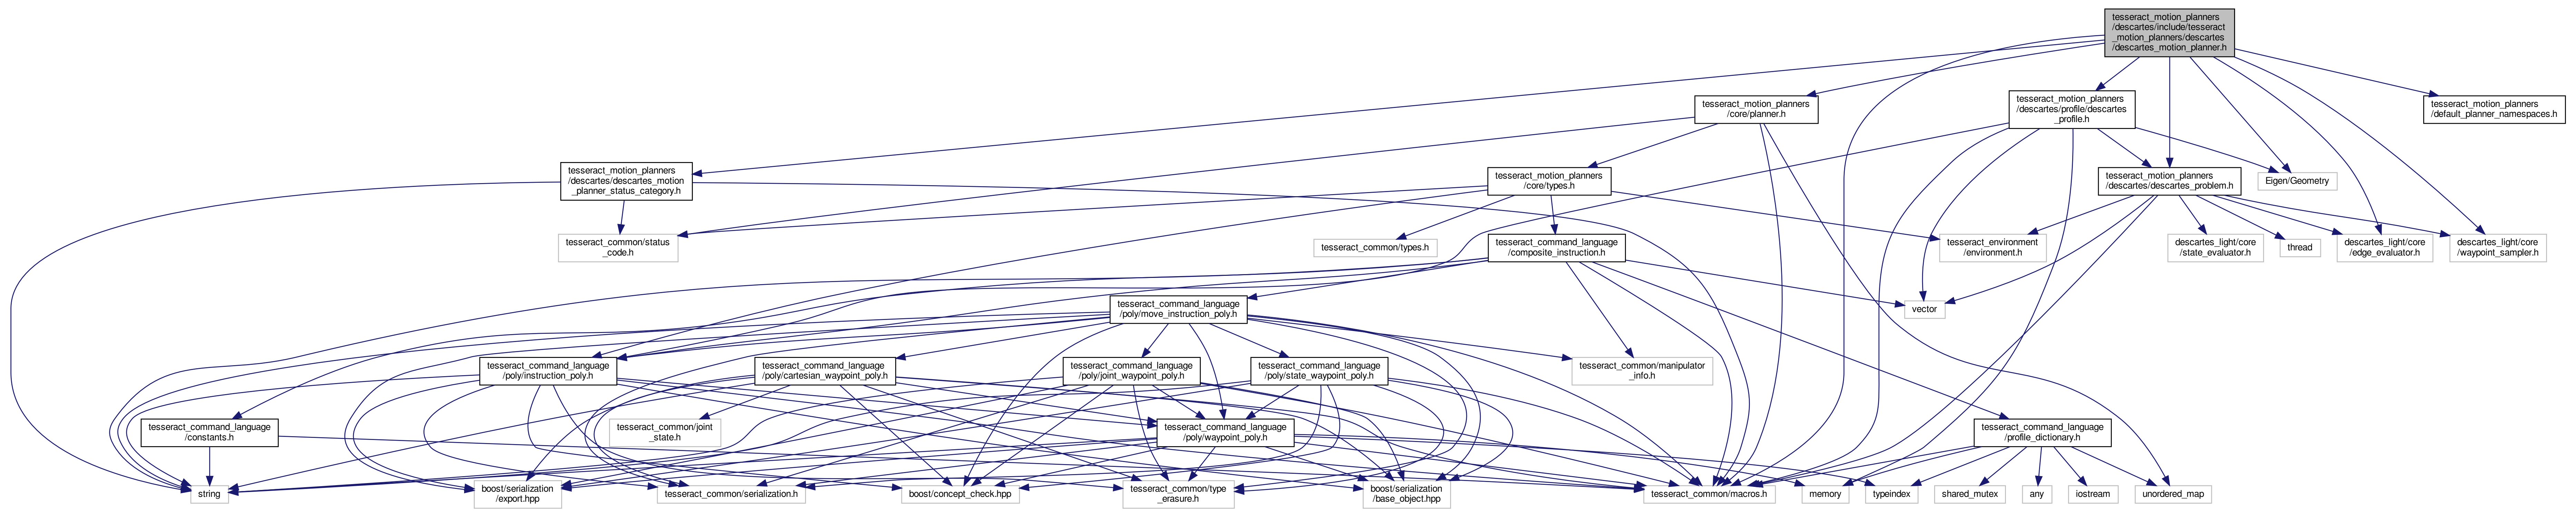 tesseract_motion_planners
/descartes/include/tesseract
_motion_planners/descartes
/descartes_motion_planner.h
tesseract_motion_planners
/core/planner.h
tesseract_motion_planners
/descartes/profile/descartes
_profile.h
tesseract_motion_planners
/default_planner_namespaces.h
tesseract_motion_planners
/descartes/descartes_motion
_planner_status_category.h
tesseract_motion_planners
/core/types.h
tesseract_motion_planners
/descartes/descartes_problem.h
Eigen/Geometry
tesseract_common/status
_code.h
tesseract_common/types.h
tesseract_command_language
/composite_instruction.h
tesseract_environment
/environment.h
descartes_light/core
/state_evaluator.h
thread
descartes_light/core
/edge_evaluator.h
descartes_light/core
/waypoint_sampler.h
tesseract_command_language
/poly/move_instruction_poly.h
vector
tesseract_command_language
/poly/instruction_poly.h
tesseract_command_language
/poly/cartesian_waypoint_poly.h
tesseract_command_language
/poly/joint_waypoint_poly.h
tesseract_command_language
/poly/state_waypoint_poly.h
tesseract_common/manipulator
_info.h
tesseract_command_language
/constants.h
tesseract_common/joint
_state.h
tesseract_command_language
/poly/waypoint_poly.h
tesseract_command_language
/profile_dictionary.h
string
boost/serialization
/export.hpp
tesseract_common/serialization.h
boost/concept_check.hpp
tesseract_common/type
_erasure.h
boost/serialization
/base_object.hpp
tesseract_common/macros.h
memory
typeindex
shared_mutex
any
iostream
unordered_map